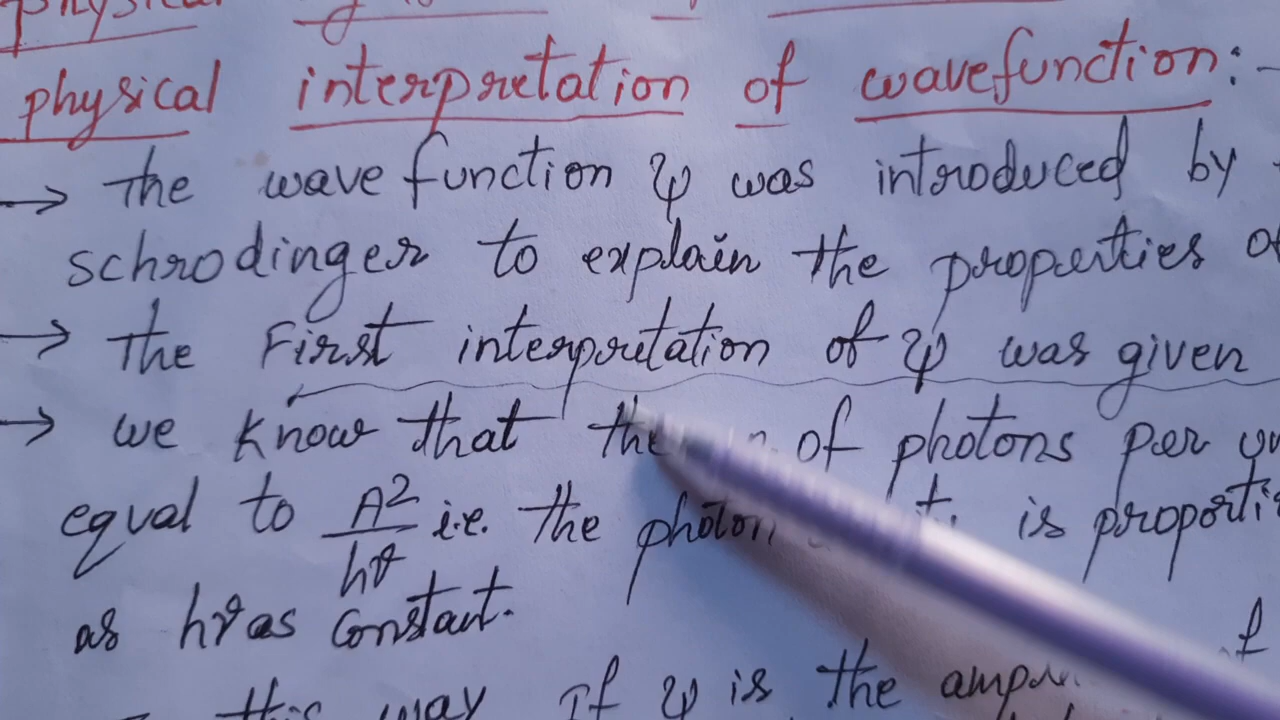 physical
physical interpretation of wavefunction:-
→ The wave function ψ was introduced by
schrodinger to explain the properties
→ The First interpretation of ψ was given
→ we know that the of photons per
equal to A²/hν i.e. the photon is
as hν as Constant.
this way If ψ is the